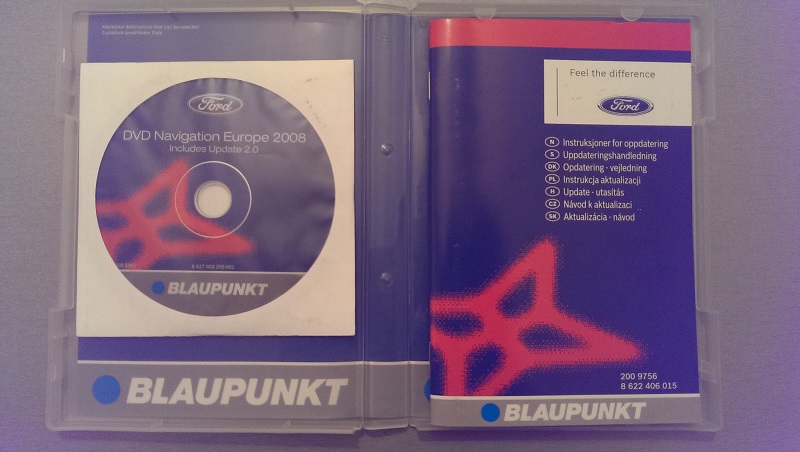 Ford
DVD Navigation Europe 2008
Includes Update 2.0
BLAUPUNKT
BLAUPUNKT
Feel the difference
Ford
N Instruksjoner for oppdatering
S Uppdateringshandledning
DK Opdatering - vejledning
PL Instrukcja aktualizacji
H Update - utasítás
CZ Návod k aktualizaci
SK Aktualizácia - návod
200 9756
8 622 406 015
BLAUPUNKT